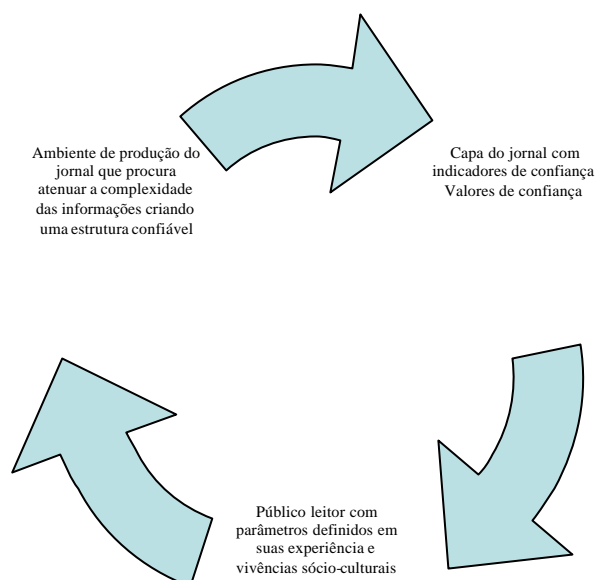 Ambiente de produção do
jornal que procura
atenuar a complexidade
das informações criando
uma estrutura confiável
Capa do jornal com
indicadores de confiança
Valores de confiança
Público leitor com
parâmetros definidos em
suas experiência e
vivências sócio-culturais